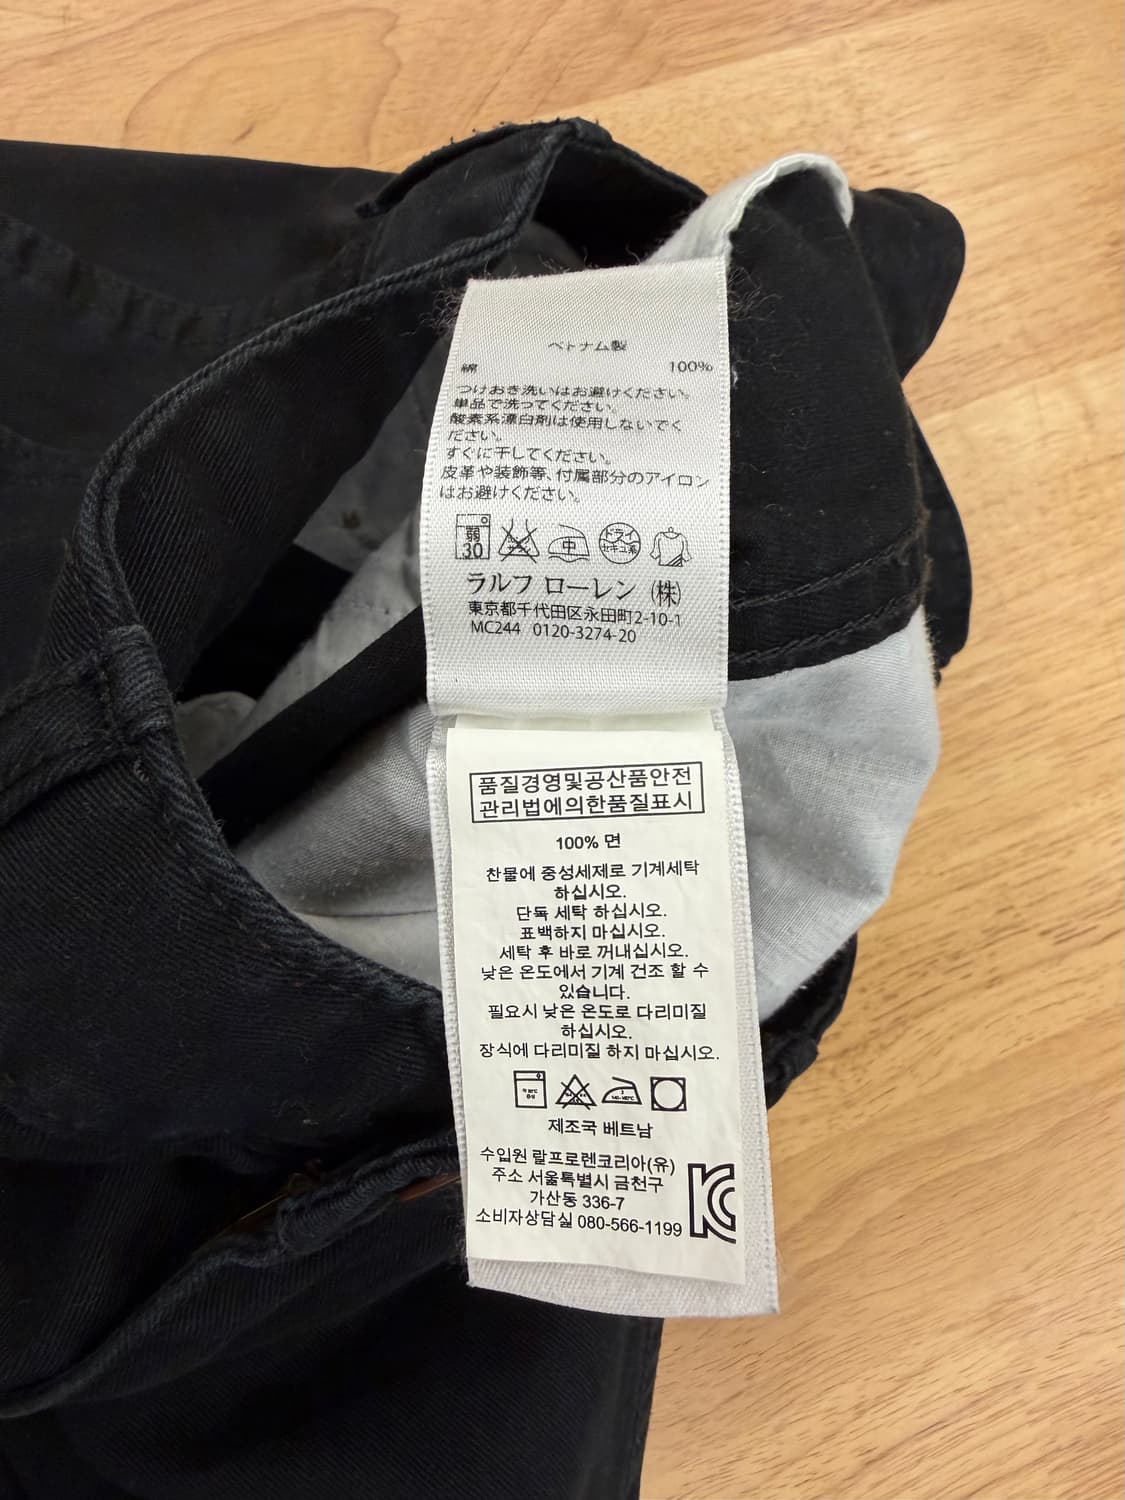 ベトナム製
綿 100%
つけおき洗いはお避けください。
単品で洗ってください。
酸素系漂白剤は使用しないでく
ださい。
すぐに干してください。
皮革や装飾等、付属部分のアイロン
はお避けください。
弱
30
中
ドライ
セキユ系
ラルフ ローレン (株)
東京都千代田区永田町2-10-1
MC244 0120-3274-20
품질경영및공산품안전
관리법에의한품질표시
100% 면
찬물에 중성세제로 기계세탁
하십시오.
단독 세탁 하십시오.
표백하지 마십시오.
세탁 후 바로 꺼내십시오.
낮은 온도에서 기계 건조 할 수
있습니다.
필요시 낮은 온도로 다리미질
하십시오.
장식에 다리미질 하지 마십시오.
제조국 베트남
수입원 랄프로렌코리아(유)
주소 서울특별시 금천구
가산동 336-7
소비자상담실 080-566-1199